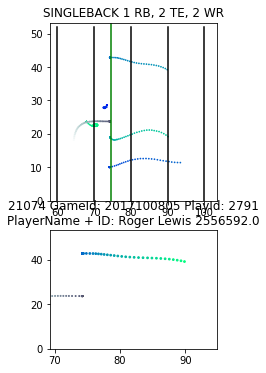 SINGLEBACK 1 RB, 2 TE, 2 WR
50
40
30
20
10
0
60 70 80 90 100
21074 GameId: 2017100805 PlayId: 2791
PlayerName + ID: Roger Lewis 2556592.0
40
20
0
70 80 90